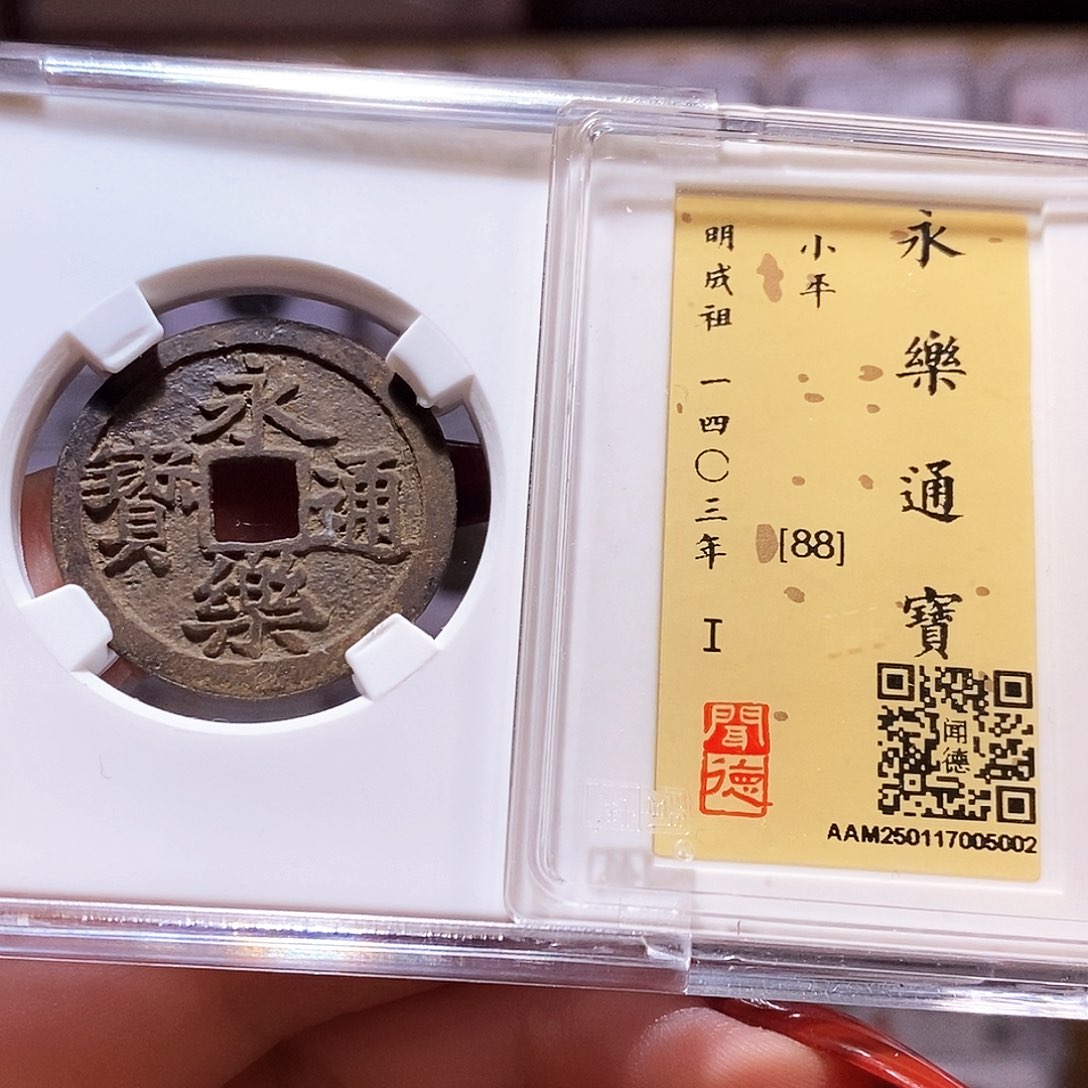 永樂通寶
永樂通寶
小平
[88]
明成祖 一四〇三年 I
聞德
闻德
AAM250117005002